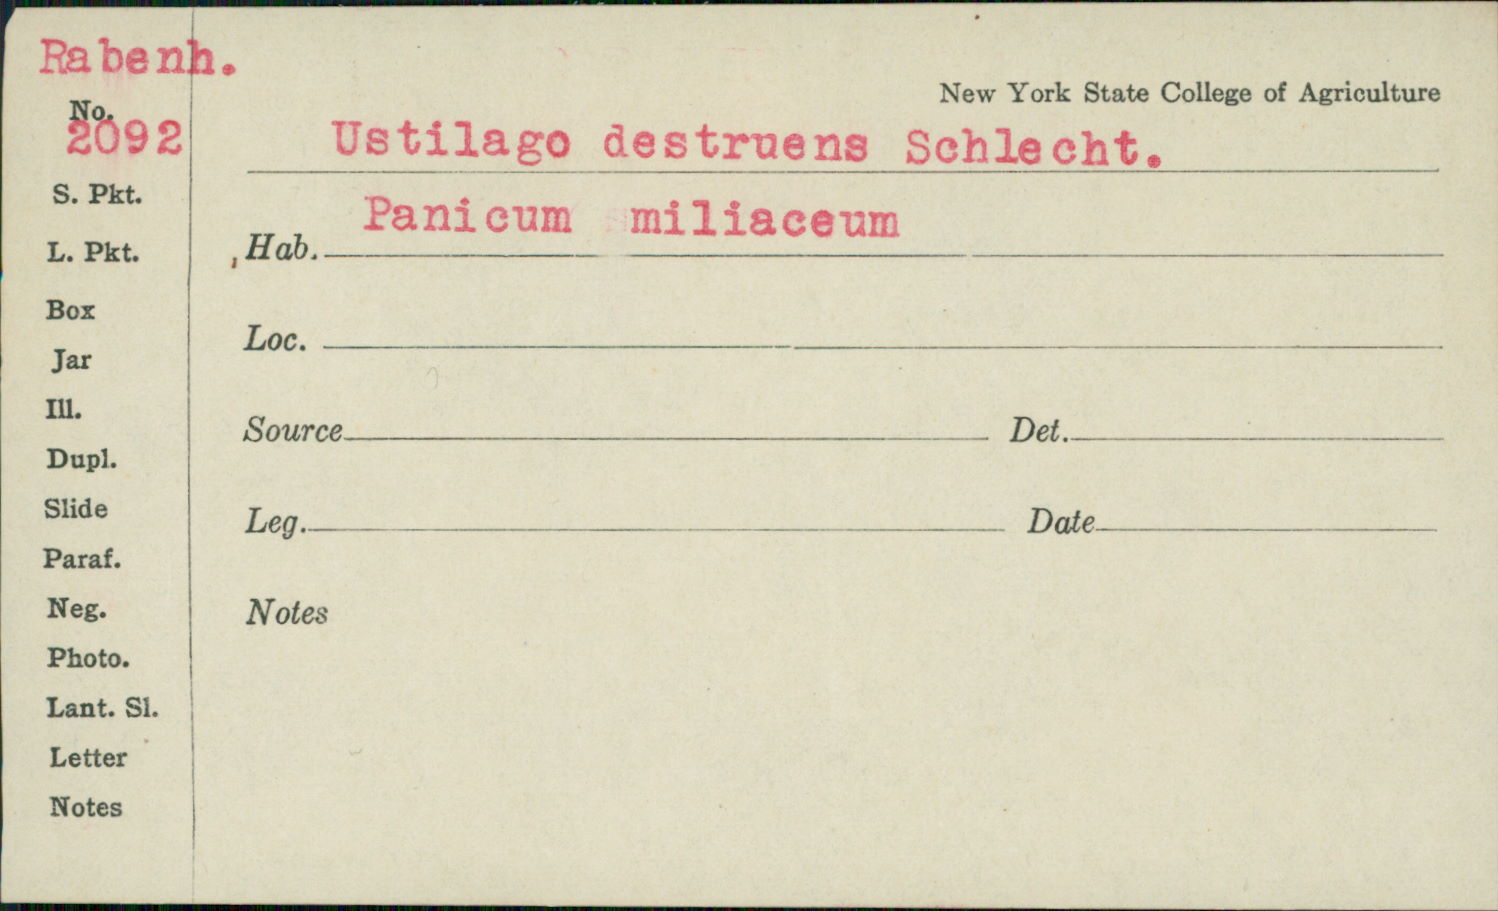 Rabenh.
New York State College of Agriculture
No.
2092
Ustilago destruens Schlecht.
S. Pkt.
Panicum miliaceum
Hab.
L. Pkt.
Box
Loc.
Jar
Ill.
Source
Det.
Dupl.
Slide
Leg.
Date
Paraf.
Neg.
Notes
Photo.
Lant. Sl.
Letter
Notes